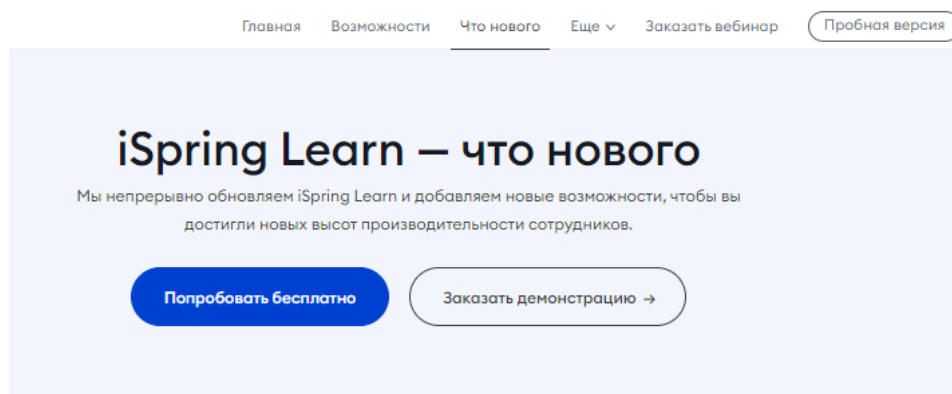 Главная Возможности Что нового Еще Заказать вебинар Пробная версия
iSpring Learn — что нового
Мы непрерывно обновляем iSpring Learn и добавляем новые возможности, чтобы вы
достигли новых высот производительности сотрудников.
Попробовать бесплатно Заказать демонстрацию →